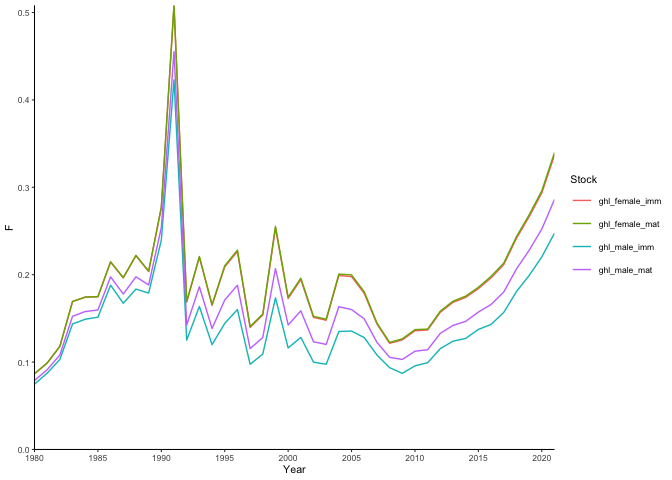 0.5
0.4
0.3
0.2
0.1
0.0
F
1980 1985 1990 1995 2000 2005 2010 2015 2020
Year
Stock
ghl_female_imm
ghl_female_mat
ghl_male_imm
ghl_male_mat